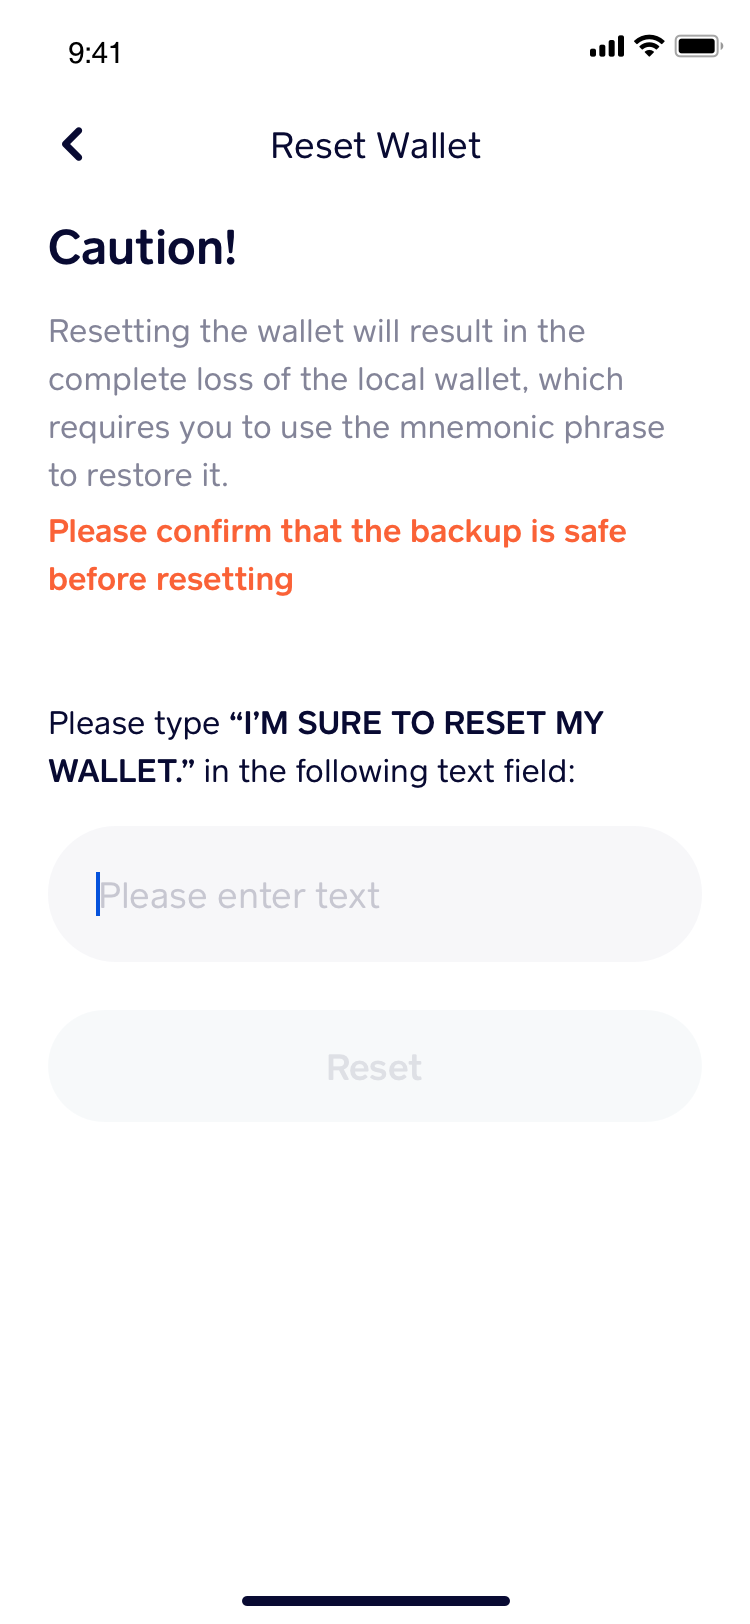 9:41
Reset Wallet
Caution!
Resetting the wallet will result in the
complete loss of the local wallet, which
requires you to use the mnemonic phrase
to restore it.
Please confirm that the backup is safe
before resetting
Please type “I’M SURE TO RESET MY
WALLET.” in the following text field:
Please enter text
Reset